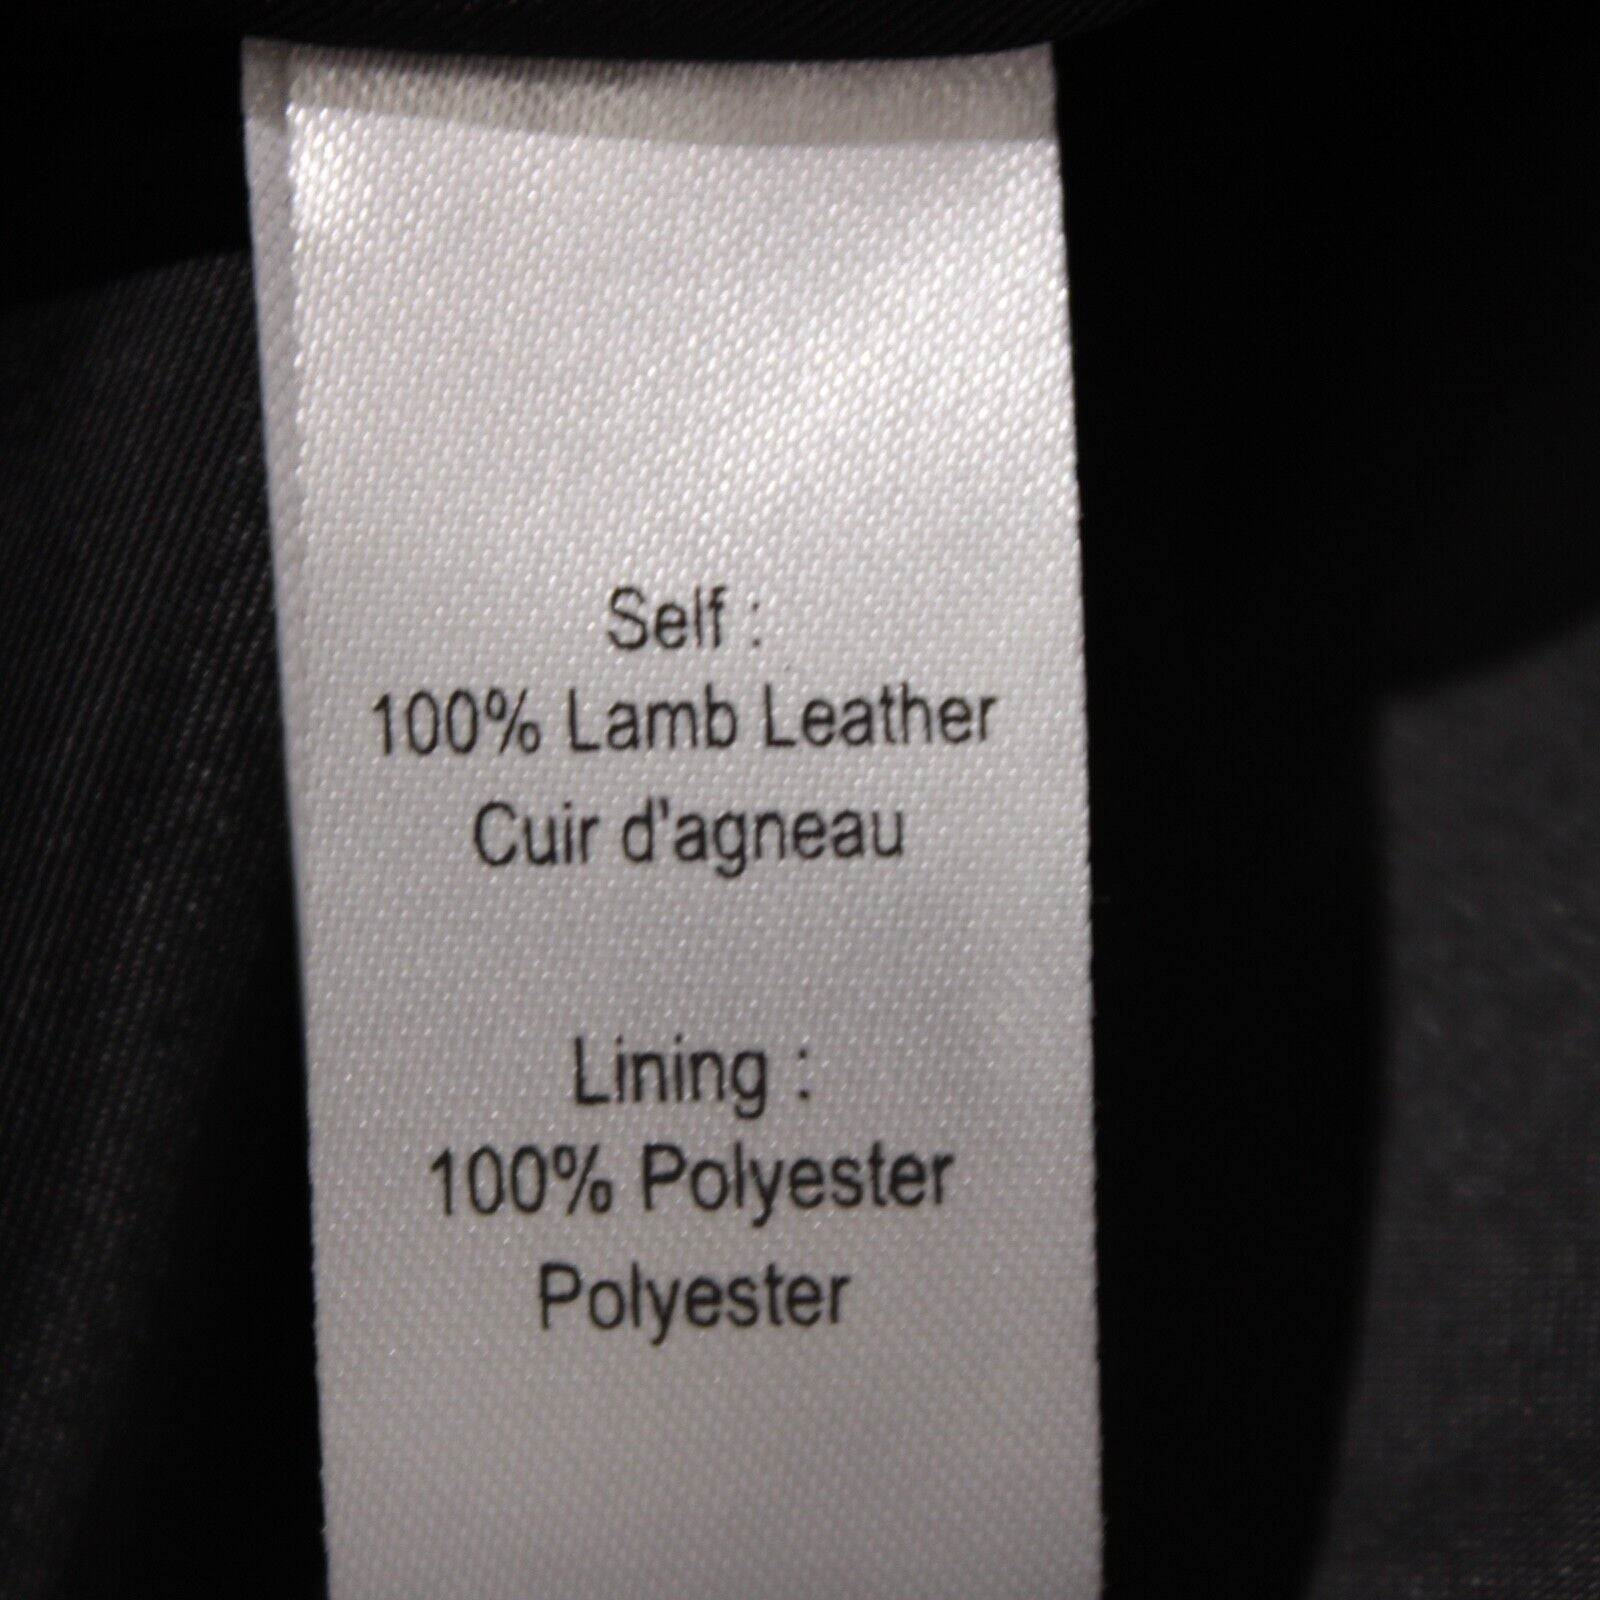 Self :
100% Lamb Leather
Cuir d'agneau
Lining :
100% Polyester
Polyester